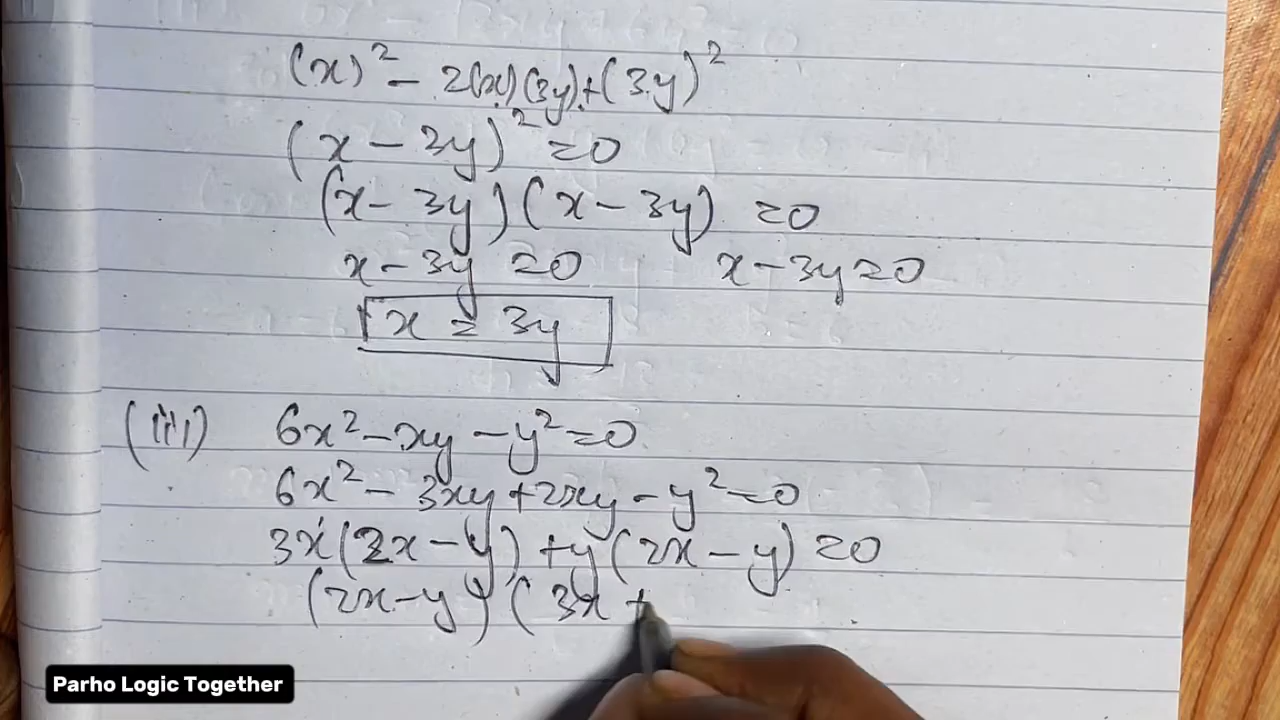 (x)² - 2(x)(3y)+(3y)²
(x - 3y)² =0
(x - 3y)(x - 3y) =0
x - 3y =0 x - 3y =0
x = 3y
(iii) 6x² - xy - y² =0
6x² - 3xy + 2xy - y² =0
3x(2x - y) + y(2x - y) =0
(2x - y)(3x +
Parho Logic Together